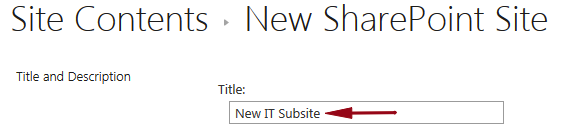 Site Contents ▸ New SharePoint Site
Title and Description
Title:
New IT Subsite